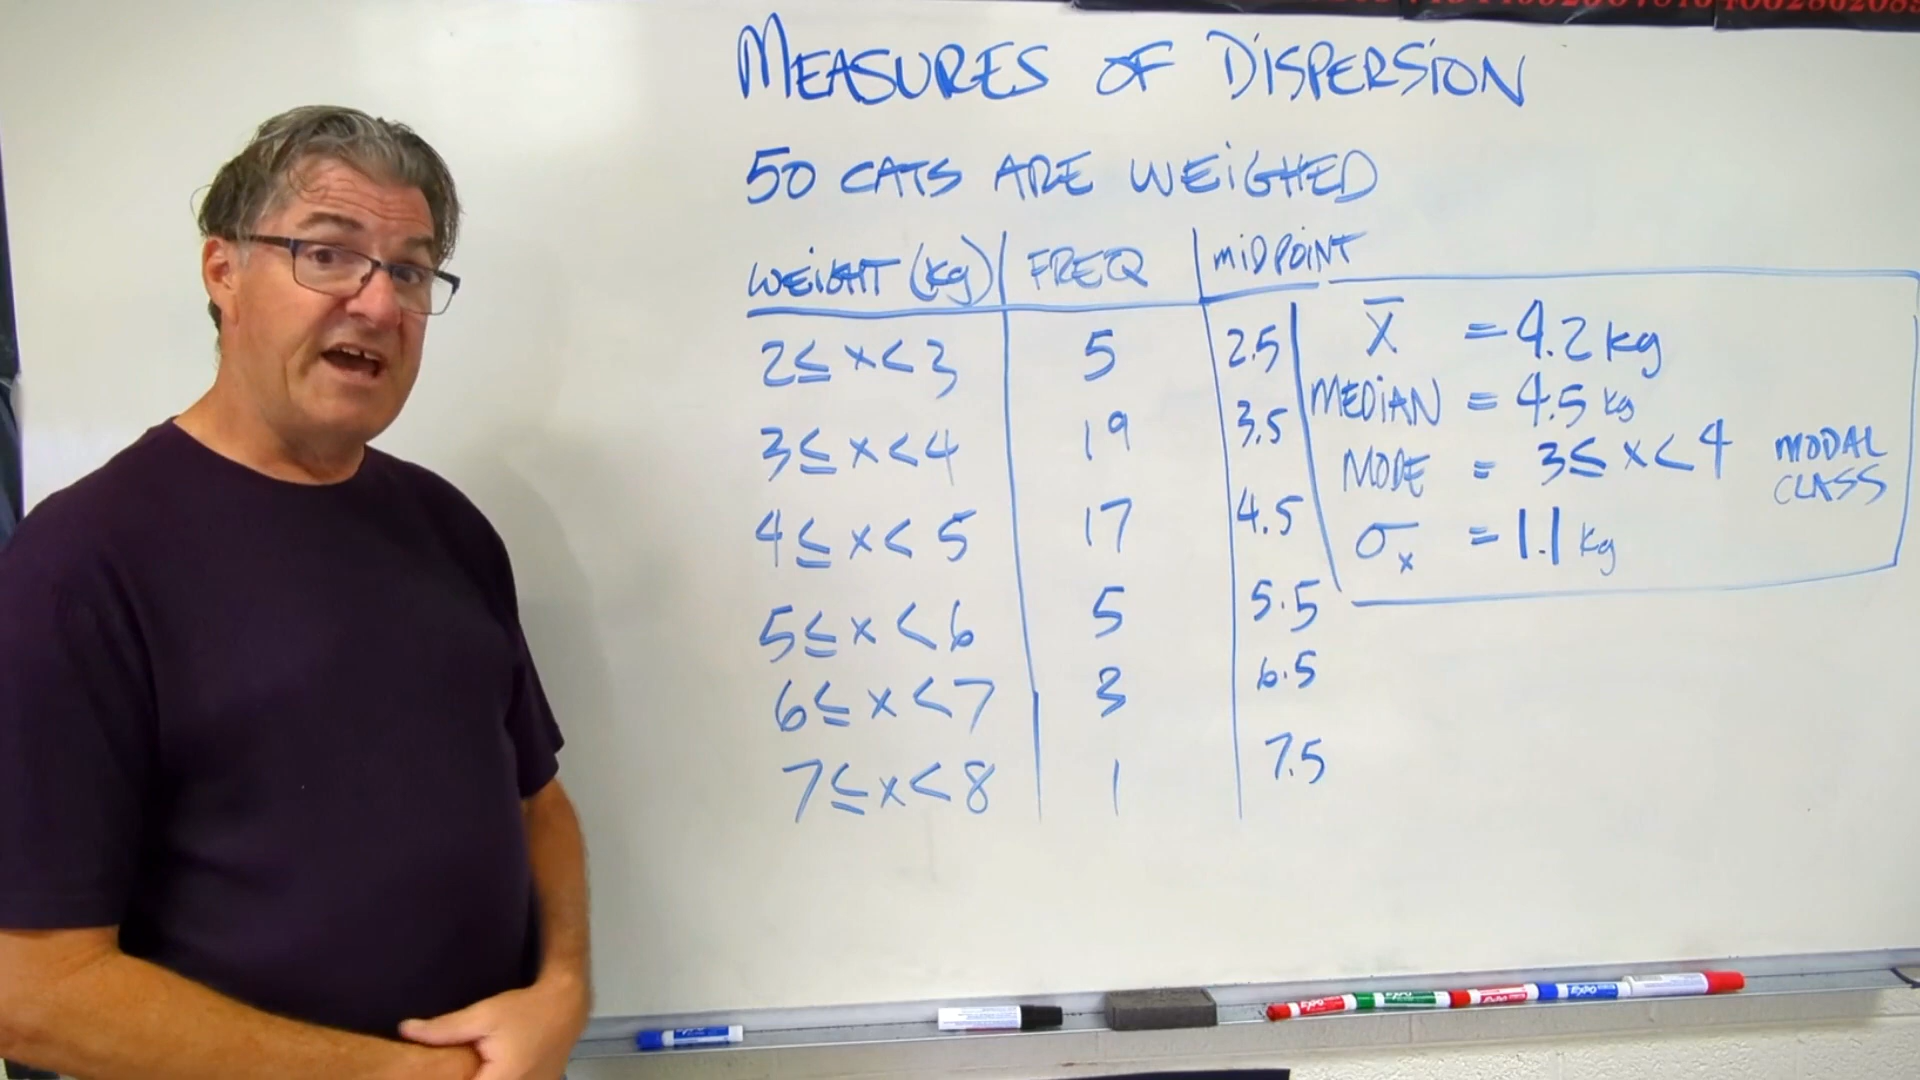 MEASURES OF DISPERSION
50 CATS ARE WEIGHED
WEIGHT (kg) FREQ MIDPOINT
2 ≤ x < 3 5 2.5
3 ≤ x < 4 19 3.5
4 ≤ x < 5 17 4.5
5 ≤ x < 6 5 5.5
6 ≤ x < 7 3 6.5
7 ≤ x < 8 1 7.5
x̄ = 4.2 kg
MEDIAN = 4.5 kg
MODE = 3 ≤ x < 4 MODAL CLASS
σₓ = 1.1 kg
EXPO
EXPO